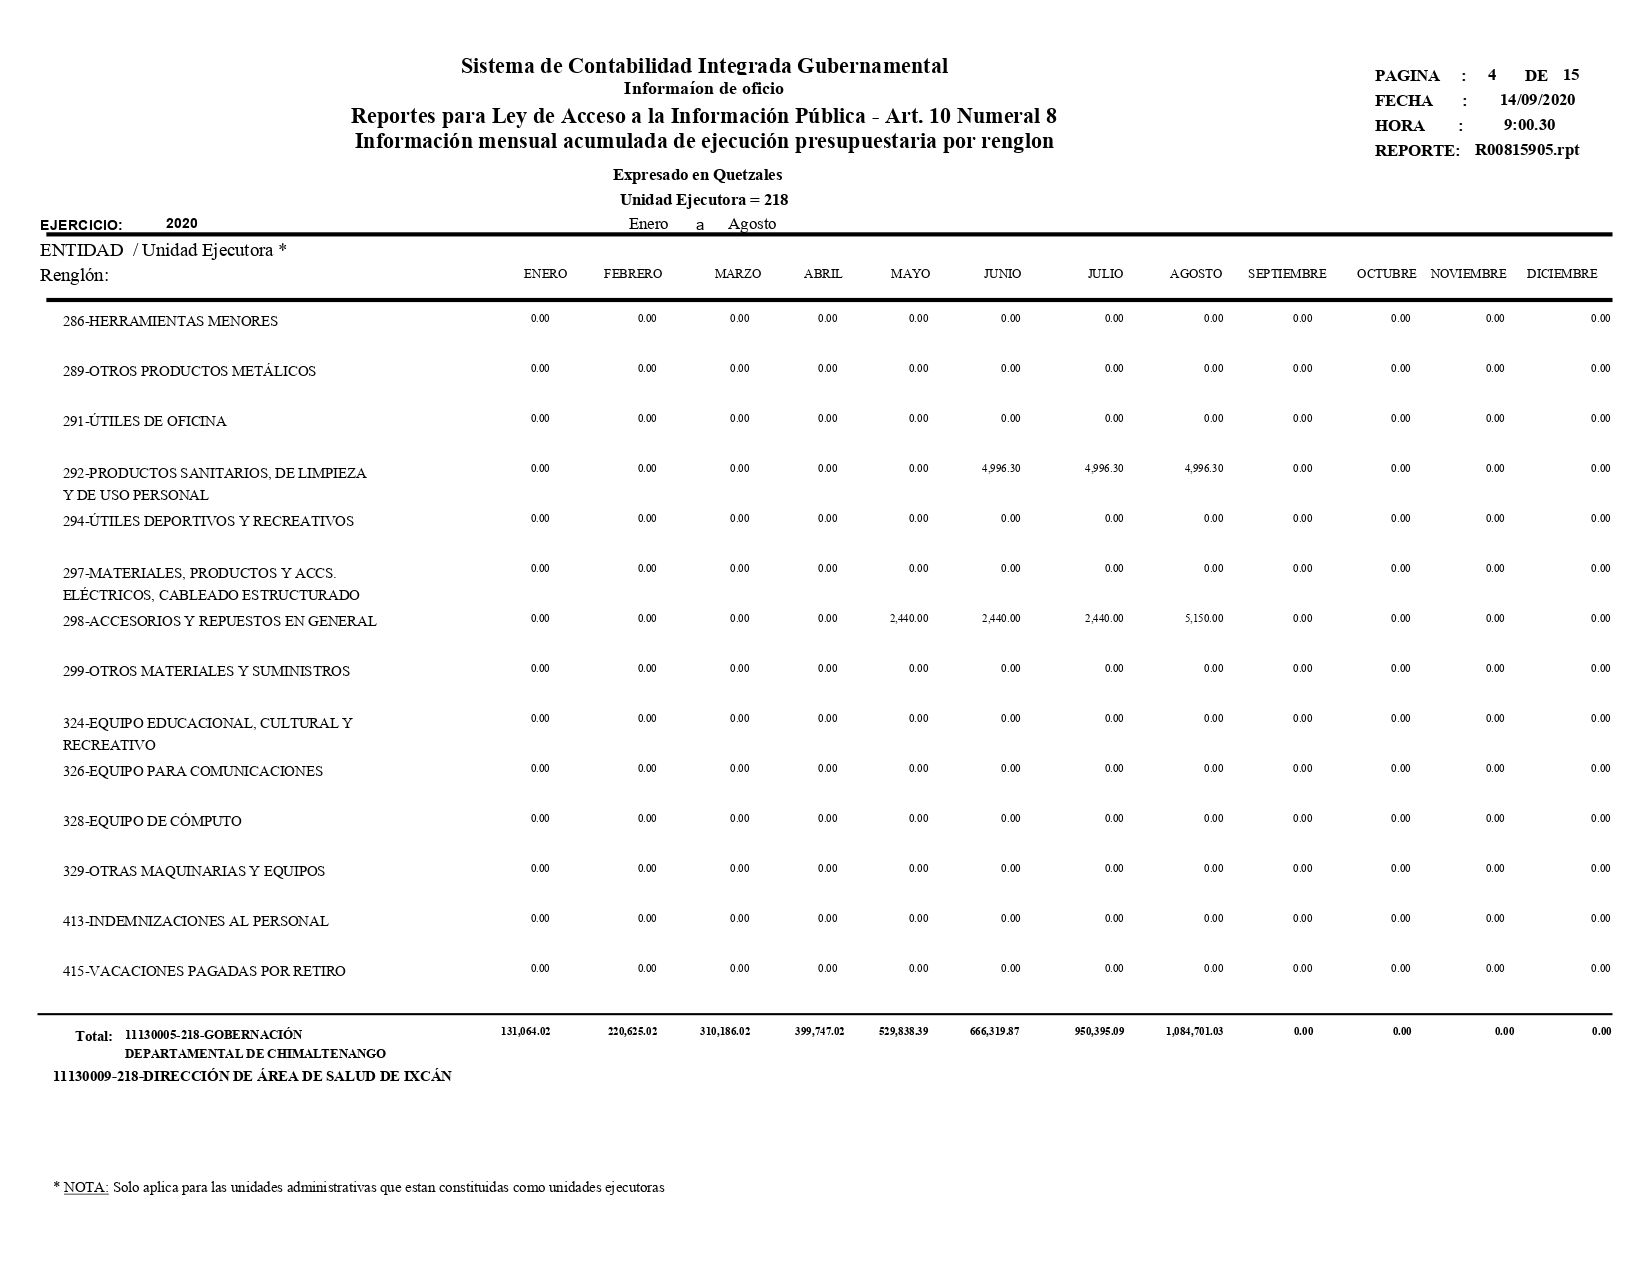 Sistema de Contabilidad Integrada Gubernamental
Informaíon de oficio
Reportes para Ley de Acceso a la Información Pública - Art. 10 Numeral 8
Información mensual acumulada de ejecución presupuestaria por renglon
PAGINA : 4 DE 15
FECHA : 14/09/2020
HORA : 9:00.30
REPORTE: R00815905.rpt
Expresado en Quetzales
Unidad Ejecutora = 218
EJERCICIO: 2020 Enero a Agosto
ENTIDAD / Unidad Ejecutora *
Renglón: ENERO FEBRERO MARZO ABRIL MAYO JUNIO JULIO AGOSTO SEPTIEMBRE OCTUBRE NOVIEMBRE DICIEMBRE
286-HERRAMIENTAS MENORES 0.00 0.00 0.00 0.00 0.00 0.00 0.00 0.00 0.00 0.00 0.00 0.00
289-OTROS PRODUCTOS METÁLICOS 0.00 0.00 0.00 0.00 0.00 0.00 0.00 0.00 0.00 0.00 0.00 0.00
291-ÚTILES DE OFICINA 0.00 0.00 0.00 0.00 0.00 0.00 0.00 0.00 0.00 0.00 0.00 0.00
292-PRODUCTOS SANITARIOS, DE LIMPIEZA 0.00 0.00 0.00 0.00 0.00 4,996.30 4,996.30 4,996.30 0.00 0.00 0.00 0.00
Y DE USO PERSONAL
294-ÚTILES DEPORTIVOS Y RECREATIVOS 0.00 0.00 0.00 0.00 0.00 0.00 0.00 0.00 0.00 0.00 0.00 0.00
297-MATERIALES, PRODUCTOS Y ACCS. 0.00 0.00 0.00 0.00 0.00 0.00 0.00 0.00 0.00 0.00 0.00 0.00
ELÉCTRICOS, CABLEADO ESTRUCTURADO
298-ACCESORIOS Y REPUESTOS EN GENERAL 0.00 0.00 0.00 0.00 2,440.00 2,440.00 2,440.00 5,150.00 0.00 0.00 0.00 0.00
299-OTROS MATERIALES Y SUMINISTROS 0.00 0.00 0.00 0.00 0.00 0.00 0.00 0.00 0.00 0.00 0.00 0.00
324-EQUIPO EDUCACIONAL, CULTURAL Y 0.00 0.00 0.00 0.00 0.00 0.00 0.00 0.00 0.00 0.00 0.00 0.00
RECREATIVO
326-EQUIPO PARA COMUNICACIONES 0.00 0.00 0.00 0.00 0.00 0.00 0.00 0.00 0.00 0.00 0.00 0.00
328-EQUIPO DE CÓMPUTO 0.00 0.00 0.00 0.00 0.00 0.00 0.00 0.00 0.00 0.00 0.00 0.00
329-OTRAS MAQUINARIAS Y EQUIPOS 0.00 0.00 0.00 0.00 0.00 0.00 0.00 0.00 0.00 0.00 0.00 0.00
413-INDEMNIZACIONES AL PERSONAL 0.00 0.00 0.00 0.00 0.00 0.00 0.00 0.00 0.00 0.00 0.00 0.00
415-VACACIONES PAGADAS POR RETIRO 0.00 0.00 0.00 0.00 0.00 0.00 0.00 0.00 0.00 0.00 0.00 0.00
Total: 11130005-218-GOBERNACIÓN 131,064.02 220,625.02 310,186.02 399,747.02 529,838.39 666,319.87 950,395.09 1,084,701.03 0.00 0.00 0.00 0.00
DEPARTAMENTAL DE CHIMALTENANGO
11130009-218-DIRECCIÓN DE ÁREA DE SALUD DE IXCÁN
* NOTA: Solo aplica para las unidades administrativas que estan constituidas como unidades ejecutoras